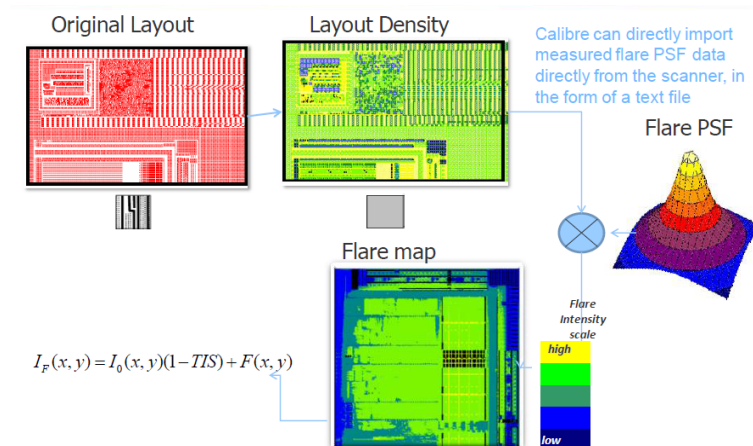 Original Layout
Layout Density
Calibre can directly import
measured flare PSF data
directly from the scanner, in
the form of a text file
Flare PSF
Flare map
Flare
Intensity
scale
high
low
I_F(x, y) = I_0(x, y)(1−TIS) + F(x, y)